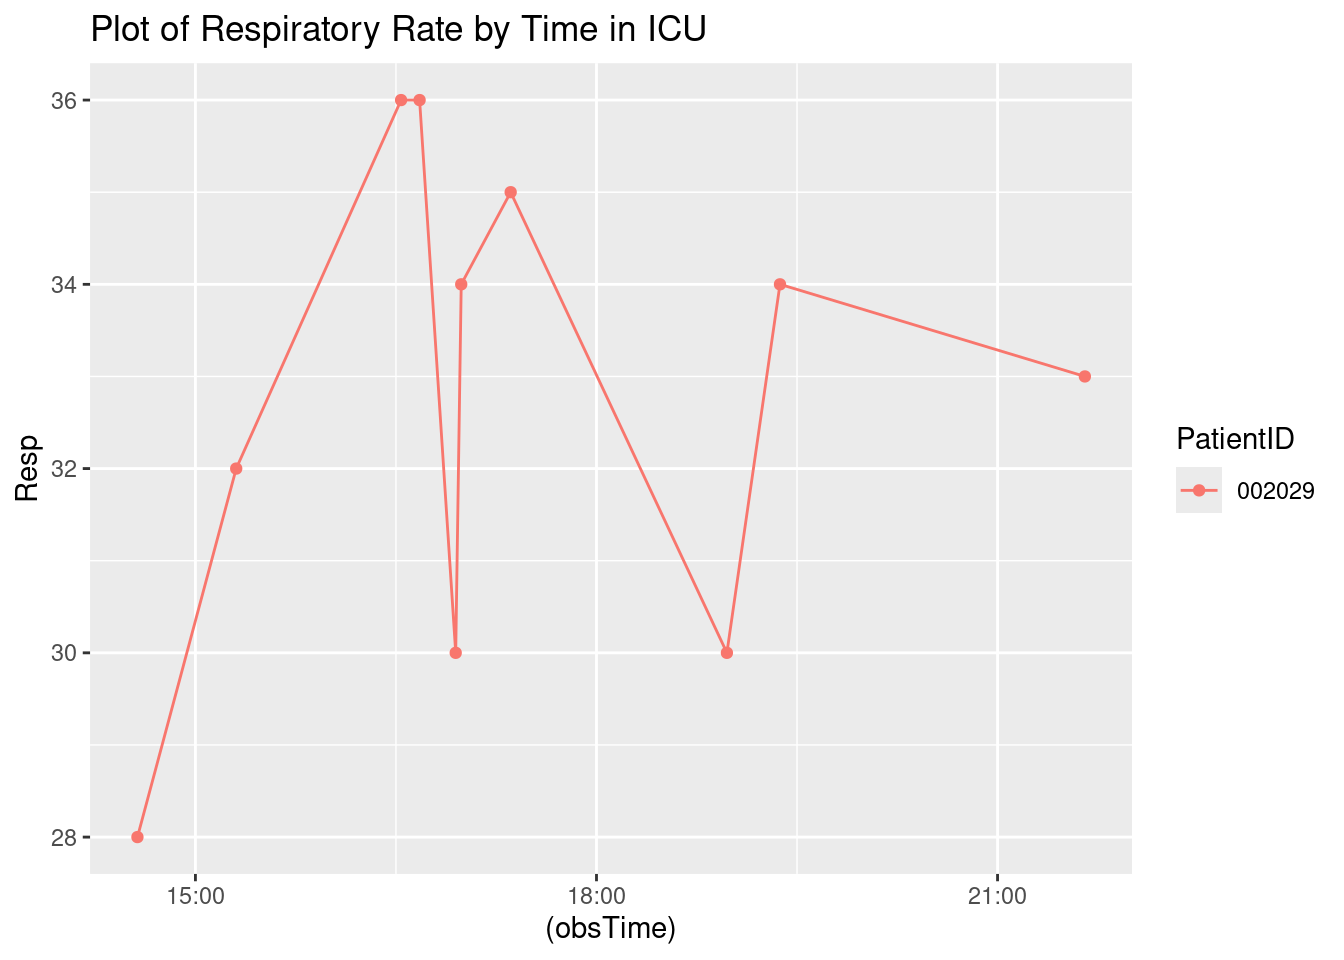 Plot of Respiratory Rate by Time in ICU
36
34
32
30
28
Resp
15:00 18:00 21:00
(obsTime)
PatientID
002029